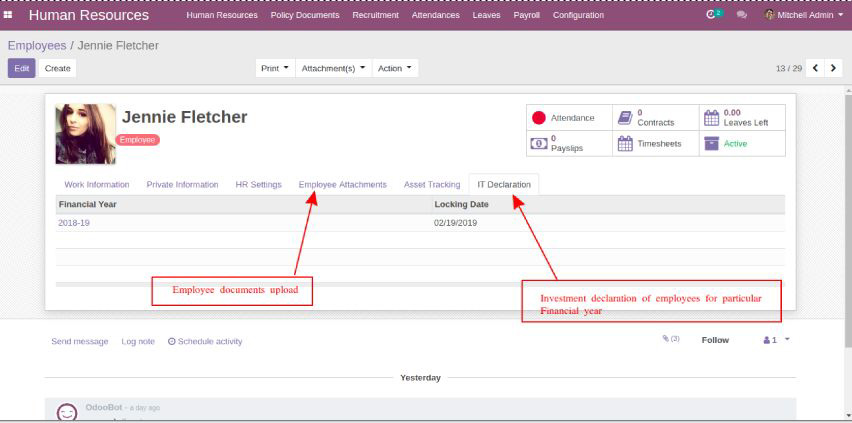 Human Resources Human Resources Policy Documents Recruitment Attendances Leaves Payroll Configuration 2 Mitchell Admin
Employees / Jennie Fletcher
Edit Create Print Attachment(s) Action 13 / 29
Jennie Fletcher
Employee
Attendance
0
Contracts
0.00
Leaves Left
0
Payslips
Timesheets
Active
Work Information Private Information HR Settings Employee Attachments Asset Tracking IT Declaration
Financial Year Locking Date
2018-19 02/19/2019
Employee documents upload
Investment declaration of employees for particular
Financial year
Send message Log note Schedule activity (3) Follow 1
Yesterday
OdooBot - a day ago